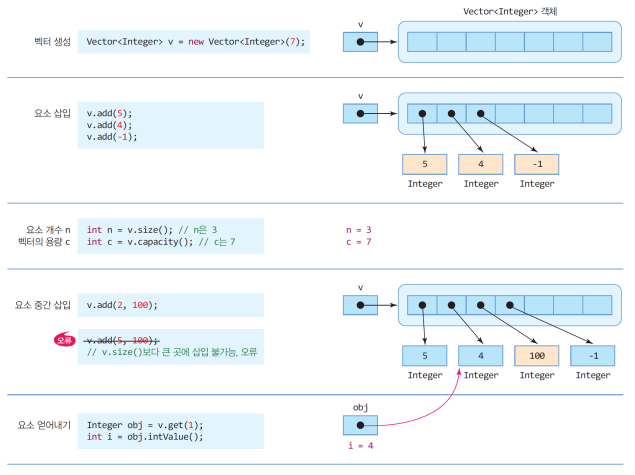 Vector<Integer> 객체
v
벡터 생성
Vector<Integer> v = new Vector<Integer>(7);
v
요소 삽입
v.add(5);
v.add(4);
v.add(-1);
5
4
-1
Integer
Integer
Integer
요소 개수 n
int n = v.size(); // n은 3
n = 3
벡터의 용량 c
int c = v.capacity(); // c는 7
c = 7
v
요소 중간 삽입
v.add(2, 100);
오류
v.add(5, 100);
// v.size()보다 큰 곳에 삽입 불가능, 오류
5
4
100
-1
Integer
Integer
Integer
Integer
obj
요소 얻어내기
Integer obj = v.get(1);
int i = obj.intValue();
i = 4